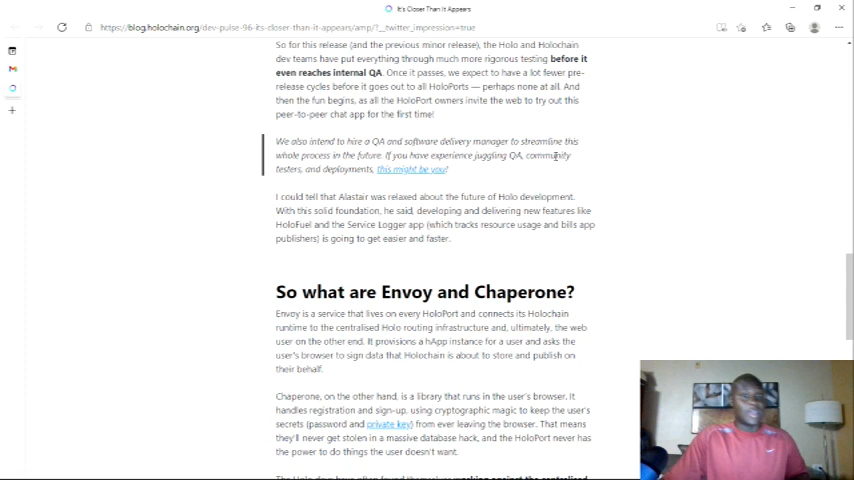 It's Closer Than It Appears
https://blog.holochain.org/dev-pulse-96-its-closer-than-it-appears/amp/?__twitter_impression=true
So for this release (and the previous minor release), the Holo and Holochain
dev teams have put everything through much more rigorous testing before it
even reaches internal QA. Once it passes, we expect to have a lot fewer pre-
release cycles before it goes out to all HoloPorts — perhaps none at all. And
then the fun begins, as all the HoloPort owners invite the web to try out this
peer-to-peer chat app for the first time!
We also intend to hire a QA and software delivery manager to streamline this
whole process in the future. If you have experience juggling QA, community
testers, and deployments, this might be you!
I could tell that Alastair was relaxed about the future of Holo development.
With this solid foundation, he said, developing and delivering new features like
HoloFuel and the Service Logger app (which tracks resource usage and bills app
publishers) is going to get easier and faster.
So what are Envoy and Chaperone?
Envoy is a service that lives on every HoloPort and connects its Holochain
runtime to the centralised Holo routing infrastructure and, ultimately, the web
user on the other end. It provisions a hApp instance for a user and asks the
user's browser to sign data that Holochain is about to store and publish on
their behalf.
Chaperone, on the other hand, is a library that runs in the user's browser. It
handles registration and sign-up, using cryptographic magic to keep the user's
secrets (password and private key) from ever leaving the browser. That means
they'll never get stolen in a massive database hack, and the HoloPort never has
the power to do things the user doesn't want.
The Holo devs have often found themselves working against the centralised